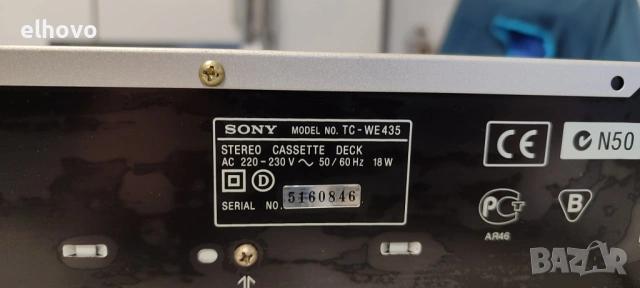 elhovo
SONY MODEL NO. TC-WE435
STEREO CASSETTE DECK
AC 220-230 V ~ 50/60 Hz 18 W
D
SERIAL NO. 5160846
CE
N50
PCT
AR46
B
BAZAR